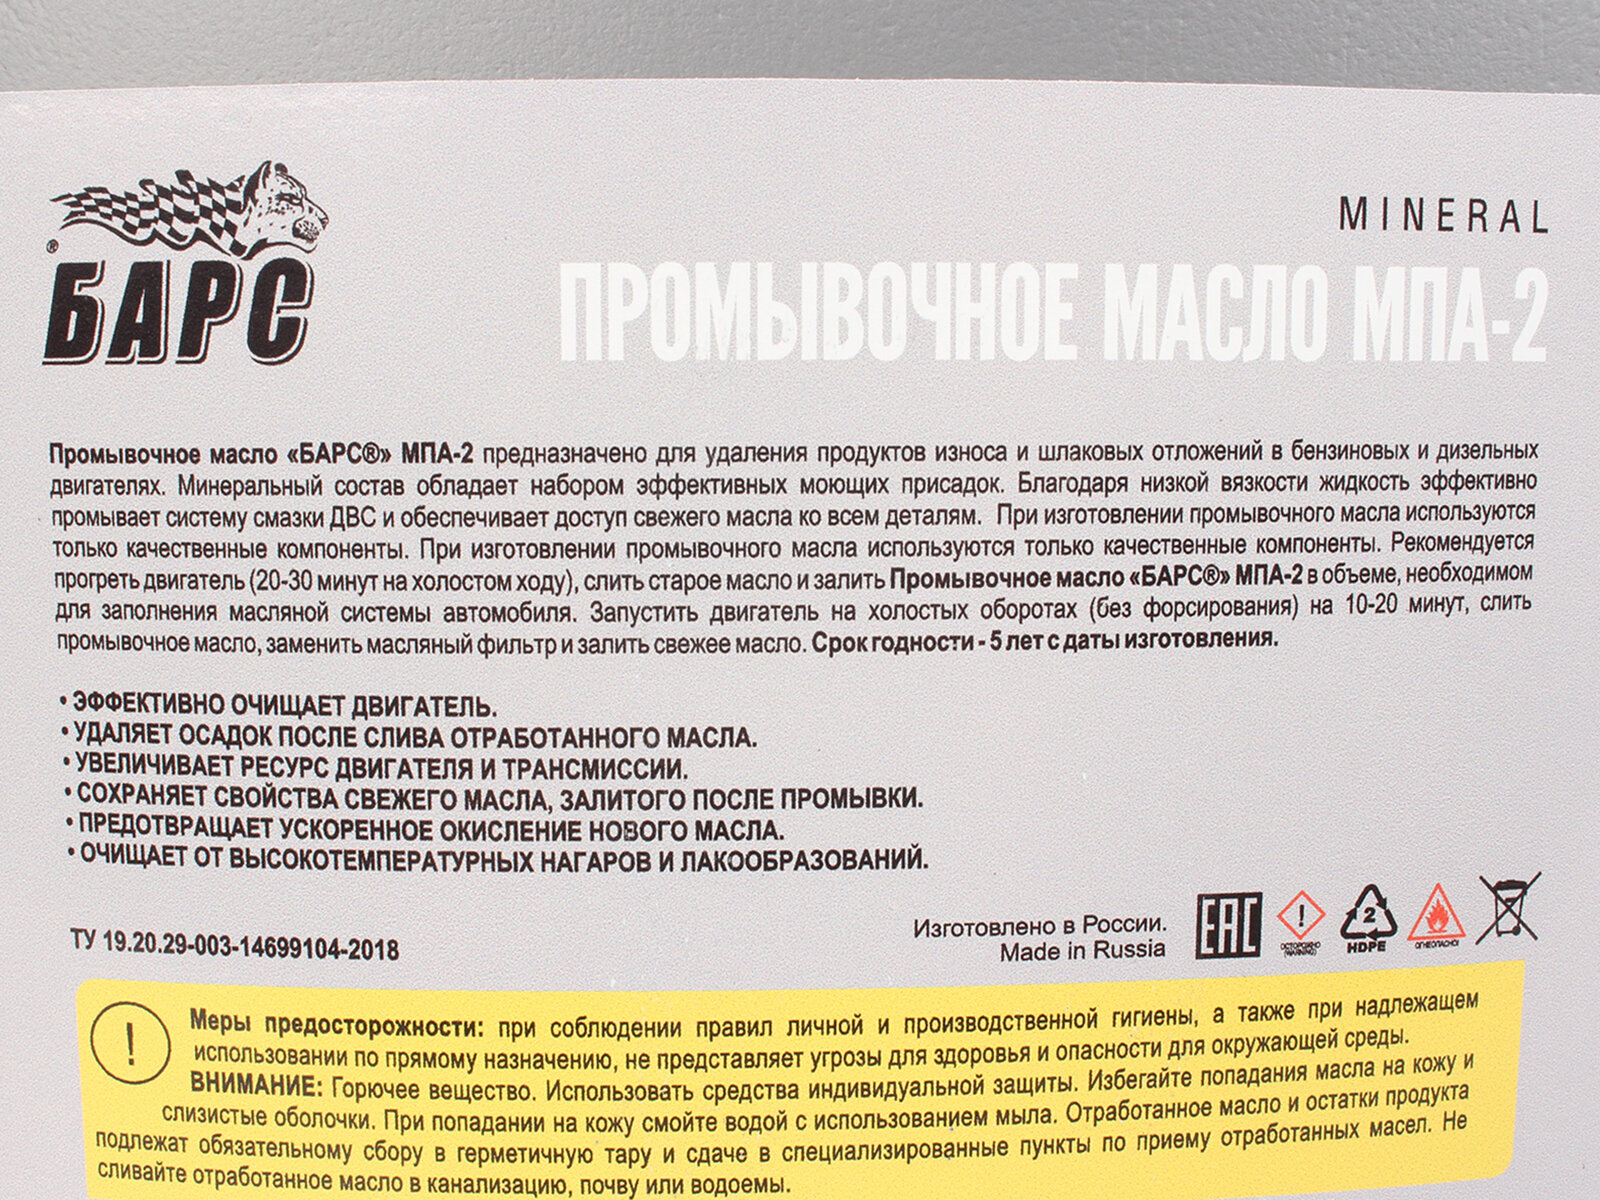 MINERAL
® БАРС
ПРОМЫВОЧНОЕ МАСЛО МПА-2
Промывочное масло «БАРС®» МПА-2 предназначено для удаления продуктов износа и шлаковых отложений в бензиновых и дизельных
двигателях. Минеральный состав обладает набором эффективных моющих присадок. Благодаря низкой вязкости жидкость эффективно
промывает систему смазки ДВС и обеспечивает доступ свежего масла ко всем деталям. При изготовлении промывочного масла используются
только качественные компоненты. При изготовлении промывочного масла используются только качественные компоненты. Рекомендуется
прогреть двигатель (20-30 минут на холостом ходу), слить старое масло и залить Промывочное масло «БАРС®» МПА-2 в объеме, необходимом
для заполнения масляной системы автомобиля. Запустить двигатель на холостых оборотах (без форсирования) на 10-20 минут, слить
промывочное масло, заменить масляный фильтр и залить свежее масло. Срок годности - 5 лет с даты изготовления.
• ЭФФЕКТИВНО ОЧИЩАЕТ ДВИГАТЕЛЬ.
• УДАЛЯЕТ ОСАДОК ПОСЛЕ СЛИВА ОТРАБОТАННОГО МАСЛА.
• УВЕЛИЧИВАЕТ РЕСУРС ДВИГАТЕЛЯ И ТРАНСМИССИИ.
• СОХРАНЯЕТ СВОЙСТВА СВЕЖЕГО МАСЛА, ЗАЛИТОГО ПОСЛЕ ПРОМЫВКИ.
• ПРЕДОТВРАЩАЕТ УСКОРЕННОЕ ОКИСЛЕНИЕ НОВОГО МАСЛА.
• ОЧИЩАЕТ ОТ ВЫСОКОТЕМПЕРАТУРНЫХ НАГАРОВ И ЛАКООБРАЗОВАНИЙ.
ТУ 19.20.29-003-14699104-2018
Изготовлено в России.
Made in Russia
EAC
!
ОСТОРОЖНО
(WARNING)
2
HDPE
ОГНЕОПАСНО!
!
Меры предосторожности: при соблюдении правил личной и производственной гигиены, а также при надлежащем
использовании по прямому назначению, не представляет угрозы для здоровья и опасности для окружающей среды.
ВНИМАНИЕ: Горючее вещество. Использовать средства индивидуальной защиты. Избегайте попадания масла на кожу и
слизистые оболочки. При попадании на кожу смойте водой с использованием мыла. Отработанное масло и остатки продукта
подлежат обязательному сбору в герметичную тару и сдаче в специализированные пункты по приему отработанных масел. Не
сливайте отработанное масло в канализацию, почву или водоемы.